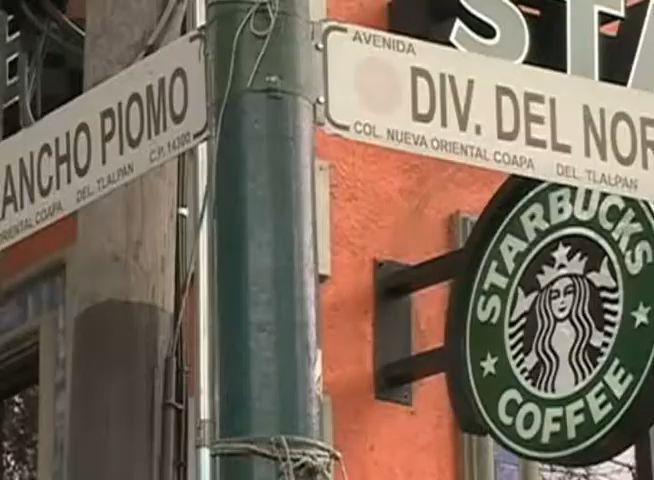 ANCHO PIOMO
ORIENTAL COAPA DEL. TLALPAN C.P. 14300
AVENIDA
DIV. DEL NOR
COL. NUEVA ORIENTAL COAPA DEL. TLALPAN
STA
STARBUCKS
COFFEE